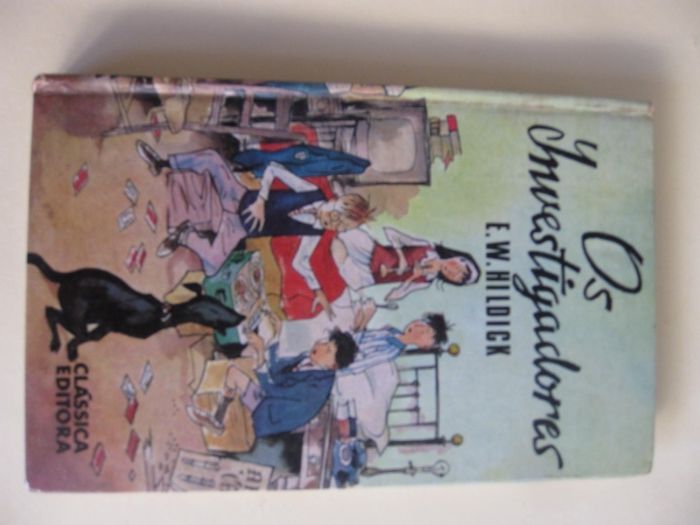 Os
Investigadores
E. W. HILDICK
CLÁSSICA
EDITORA